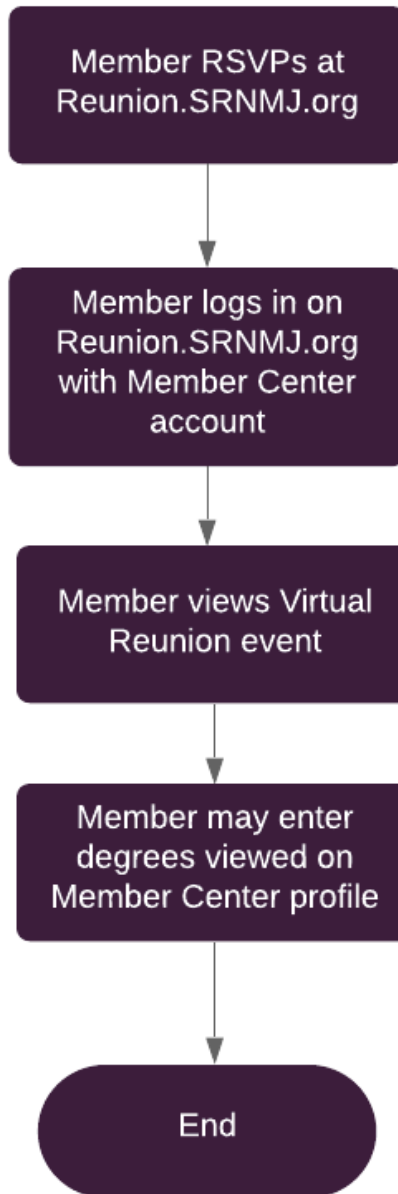 Member RSVPs at
Reunion.SRNMJ.org
Member logs in on
Reunion.SRNMJ.org
with Member Center
account
Member views Virtual
Reunion event
Member may enter
degrees viewed on
Member Center profile
End